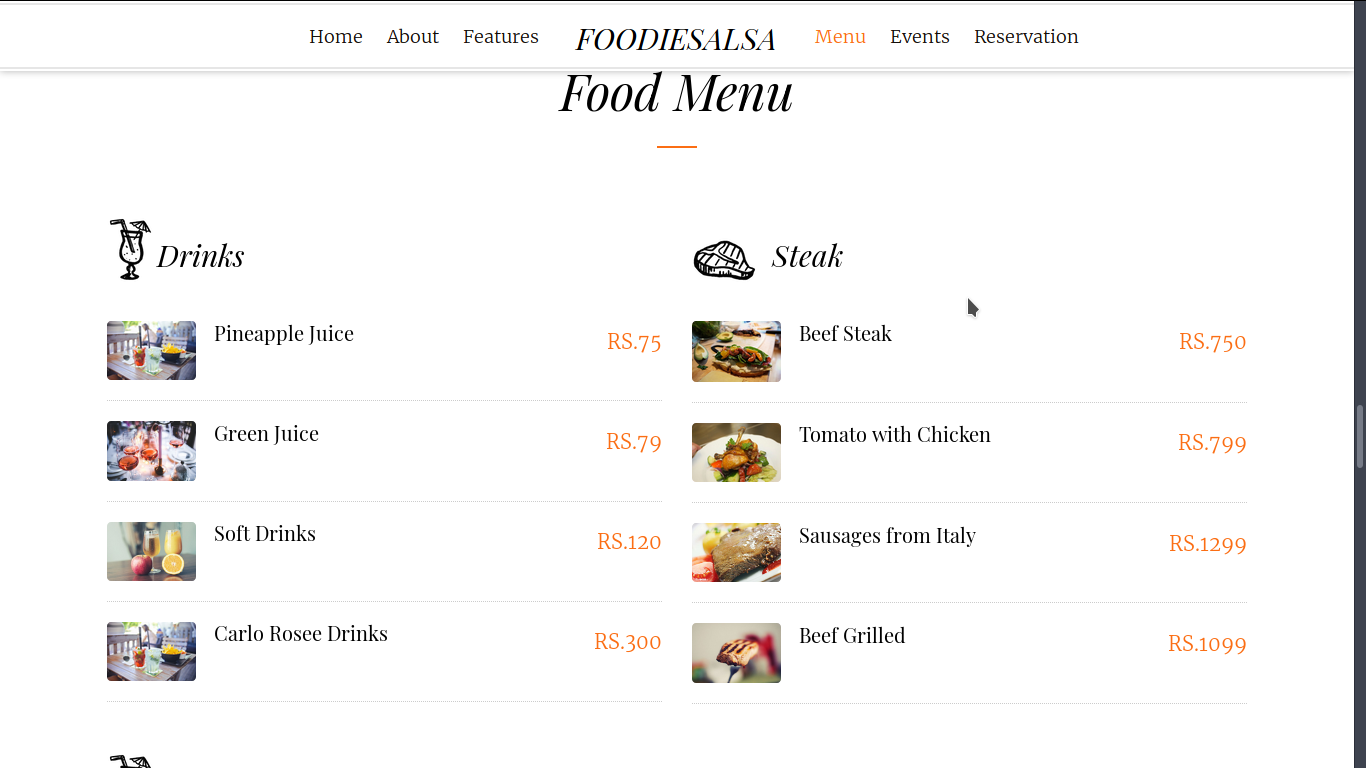 Home About Features FOODIESALSA Menu Events Reservation
Food Menu
Drinks
Pineapple Juice RS.75
Green Juice RS.79
Soft Drinks RS.120
Carlo Rosee Drinks RS.300
Steak
Beef Steak RS.750
Tomato with Chicken RS.799
Sausages from Italy RS.1299
Beef Grilled RS.1099